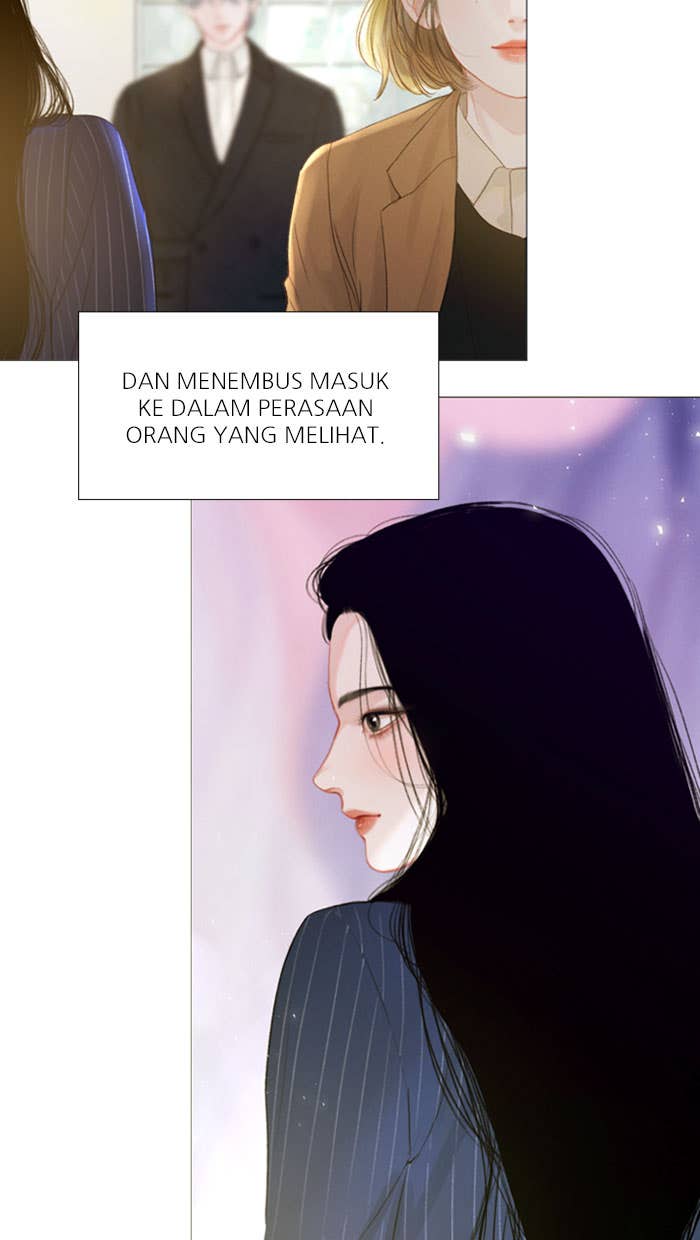 DAN MENEMBUS MASUK
KE DALAM PERASAAN
ORANG YANG MELIHAT.